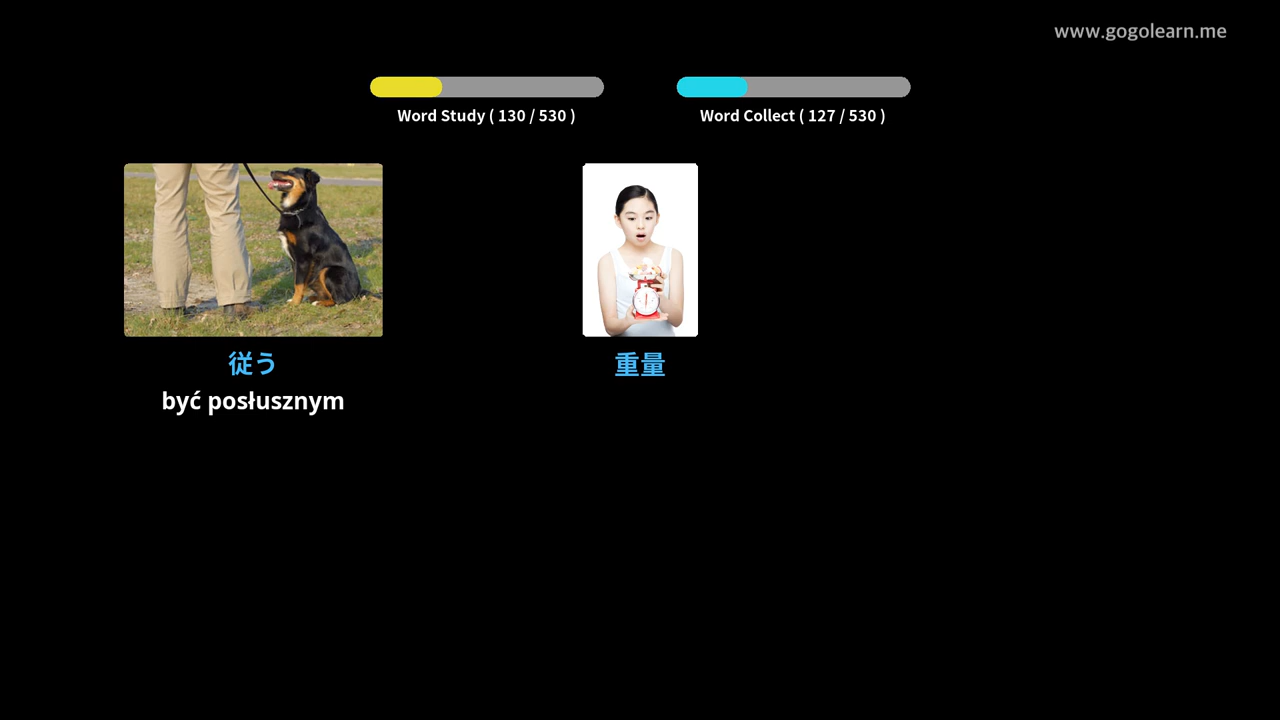 www.gogolearn.me
Word Study ( 130 / 530 )
Word Collect ( 127 / 530 )
従う
być posłusznym
重量